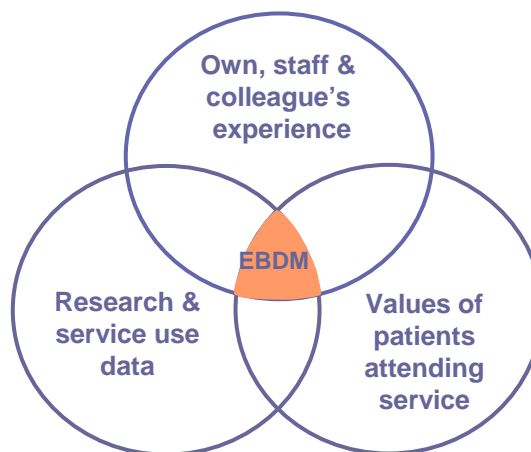 Own, staff &
colleague’s
experience
EBDM
Research &
service use
data
Values of
patients
attending
service